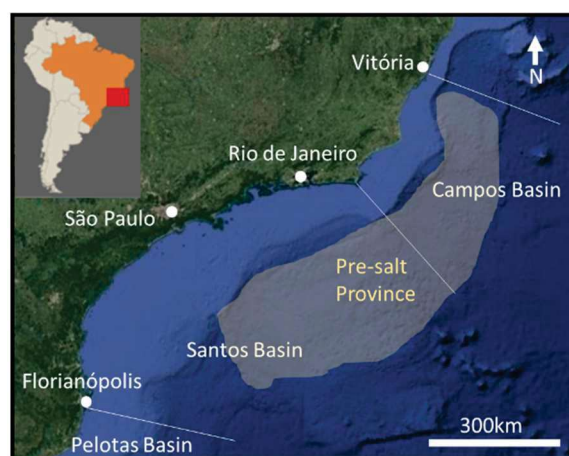 Vitória
N
Rio de Janeiro
Campos Basin
São Paulo
Pre-salt
Province
Santos Basin
Florianópolis
300km
Pelotas Basin